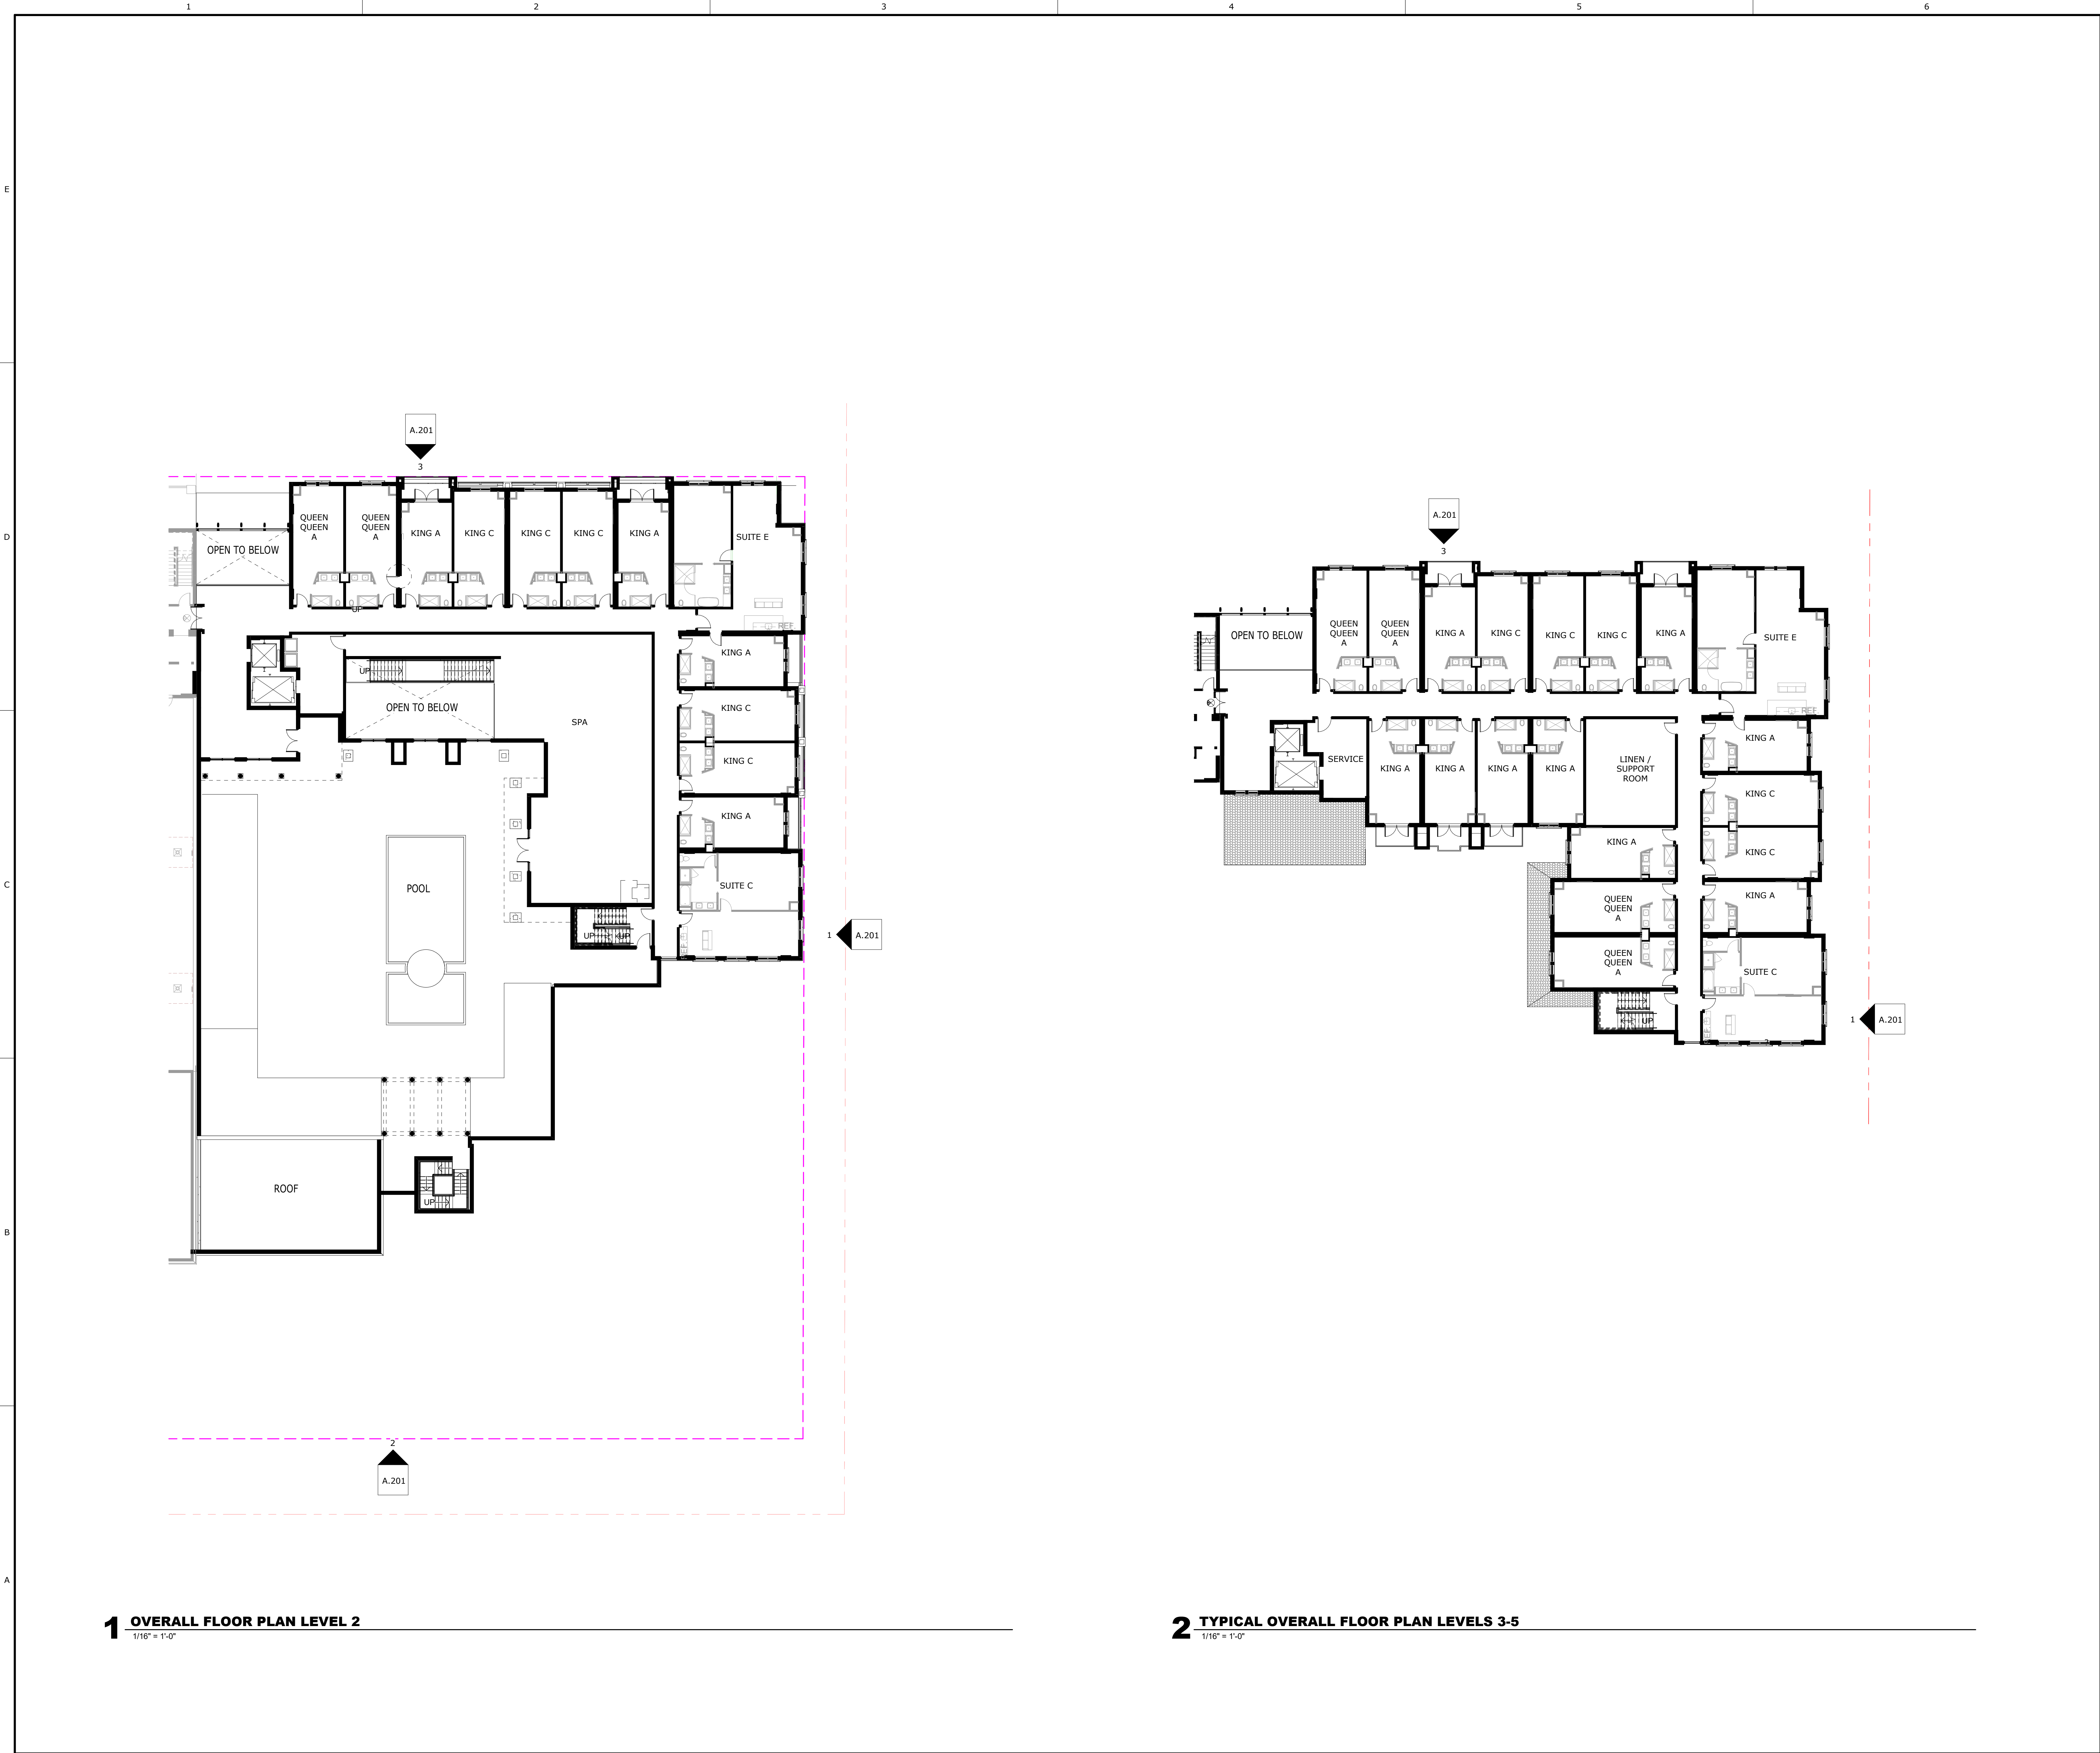 1 2 3 4 5 6
E
D
C
B
A
A.201
3
QUEEN
QUEEN
A
QUEEN
QUEEN
A
KING A
KING C
KING C
KING C
KING A
SUITE E
OPEN TO BELOW
UP
REF
KING A
UP
OPEN TO BELOW
SPA
KING C
KING C
KING A
POOL
SUITE C
UP
UP
1
A.201
ROOF
UP
2
A.201
A.201
3
QUEEN
QUEEN
A
QUEEN
QUEEN
A
KING A
KING C
KING C
KING C
KING A
SUITE E
OPEN TO BELOW
REF
SERVICE
KING A
KING A
KING A
KING A
LINEN /
SUPPORT
ROOM
KING A
KING C
KING A
KING C
QUEEN
QUEEN
A
KING A
QUEEN
QUEEN
A
SUITE C
UP
1
A.201
1 OVERALL FLOOR PLAN LEVEL 2
1/16" = 1'-0"
2 TYPICAL OVERALL FLOOR PLAN LEVELS 3-5
1/16" = 1'-0"